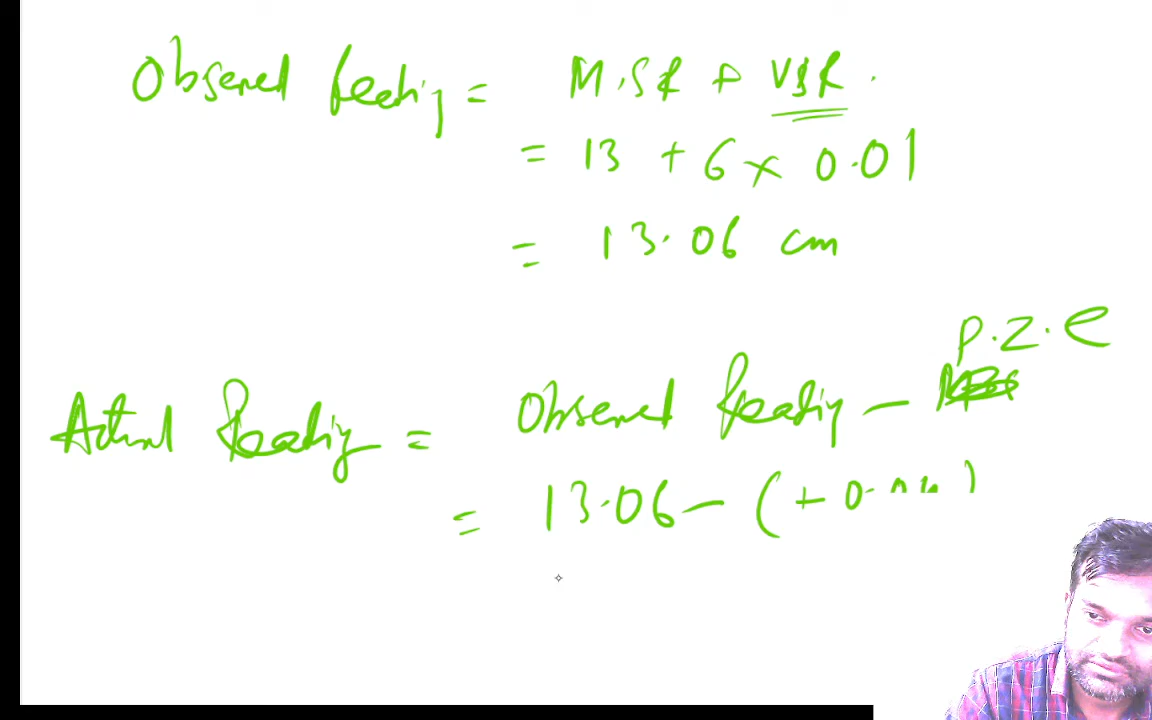 Observed Reading = M.S.R + VSR.
= 13 + 6 × 0.01
= 13.06 cm
P.Z.e
Actual Reading = Observed Reading -
= 13.06 - (+ 0.